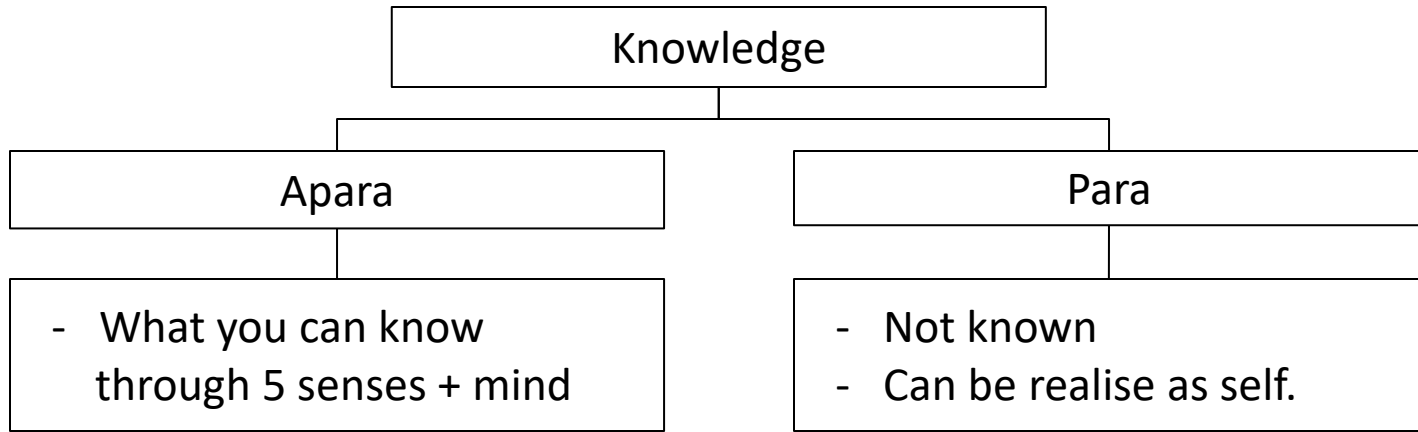 Knowledge
Apara
Para
- What you can know
through 5 senses + mind
- Not known
- Can be realise as self.